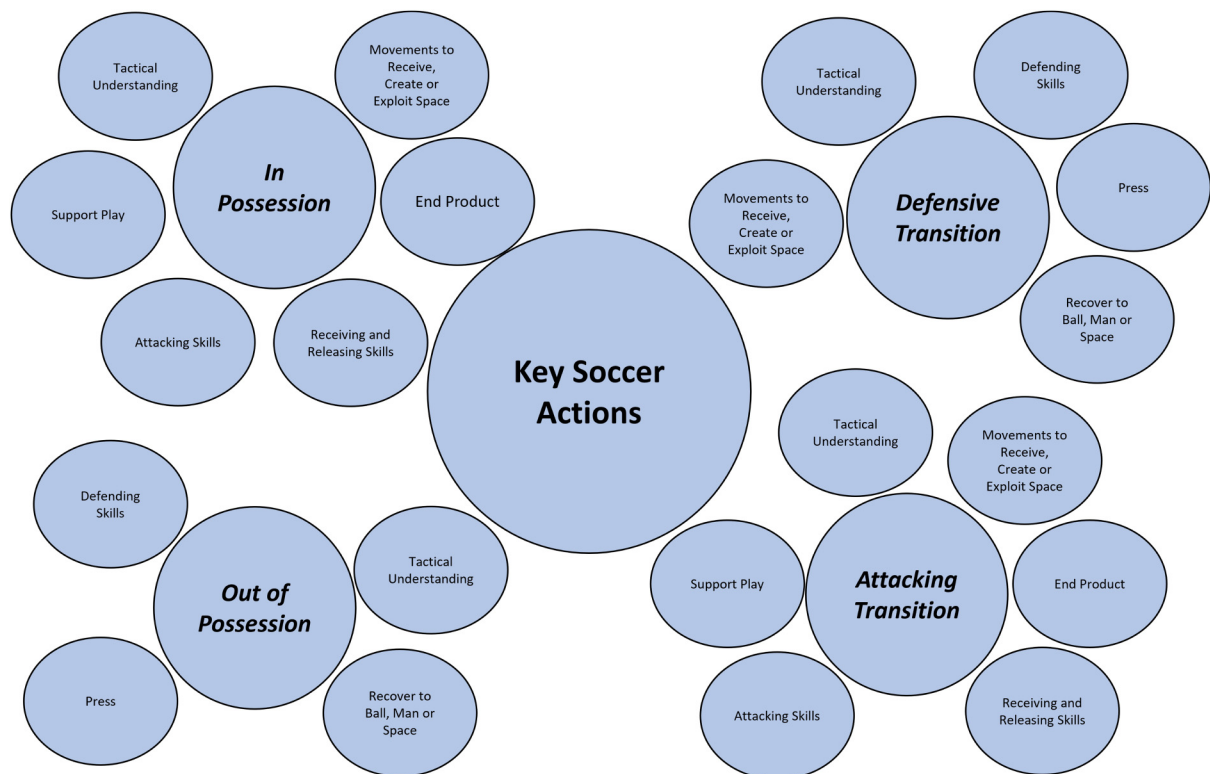 Tactical
Understanding
Movements to
Receive,
Create or
Exploit Space
In
Possession
Support Play
End Product
Attacking Skills
Receiving and
Releasing Skills
Tactical
Understanding
Defending
Skills
Defensive
Transition
Press
Movements to
Receive,
Create or
Exploit Space
Recover to
Ball, Man or
Space
Key Soccer
Actions
Defending
Skills
Out of
Possession
Tactical
Understanding
Press
Recover to
Ball, Man or
Space
Tactical
Understanding
Movements to
Receive,
Create or
Exploit Space
Support Play
Attacking
Transition
End Product
Attacking Skills
Receiving and
Releasing Skills